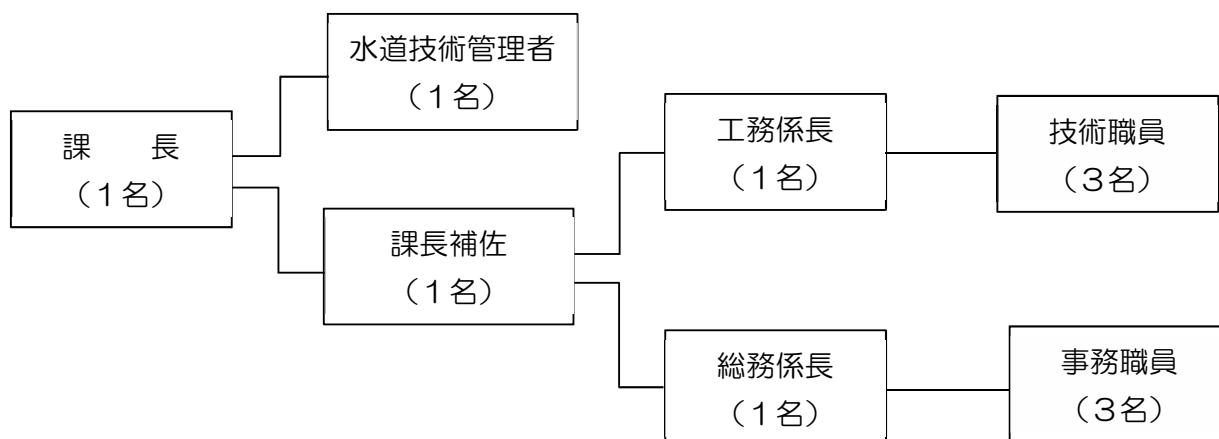 水道技術管理者
（１名）
課　　長
（１名）
課長補佐
（１名）
工務係長
（１名）
技術職員
（３名）
総務係長
（１名）
事務職員
（３名）